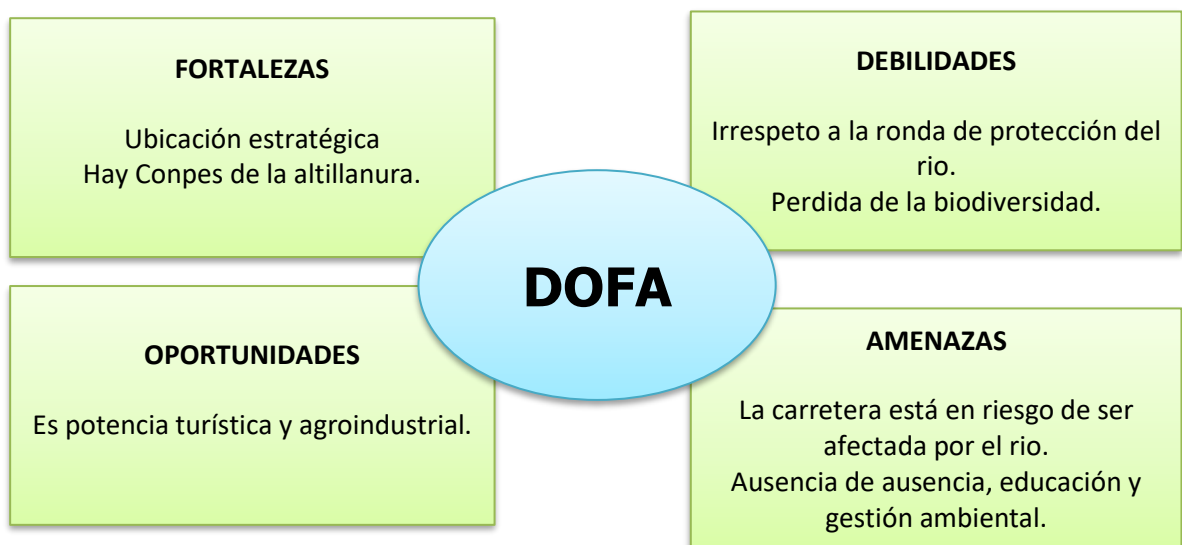 FORTALEZAS
Ubicación estratégica
Hay Conpes de la altillanura.
DEBILIDADES
Irrespeto a la ronda de protección del
rio.
Perdida de la biodiversidad.
DOFA
OPORTUNIDADES
Es potencia turística y agroindustrial.
AMENAZAS
La carretera está en riesgo de ser
afectada por el rio.
Ausencia de ausencia, educación y
gestión ambiental.